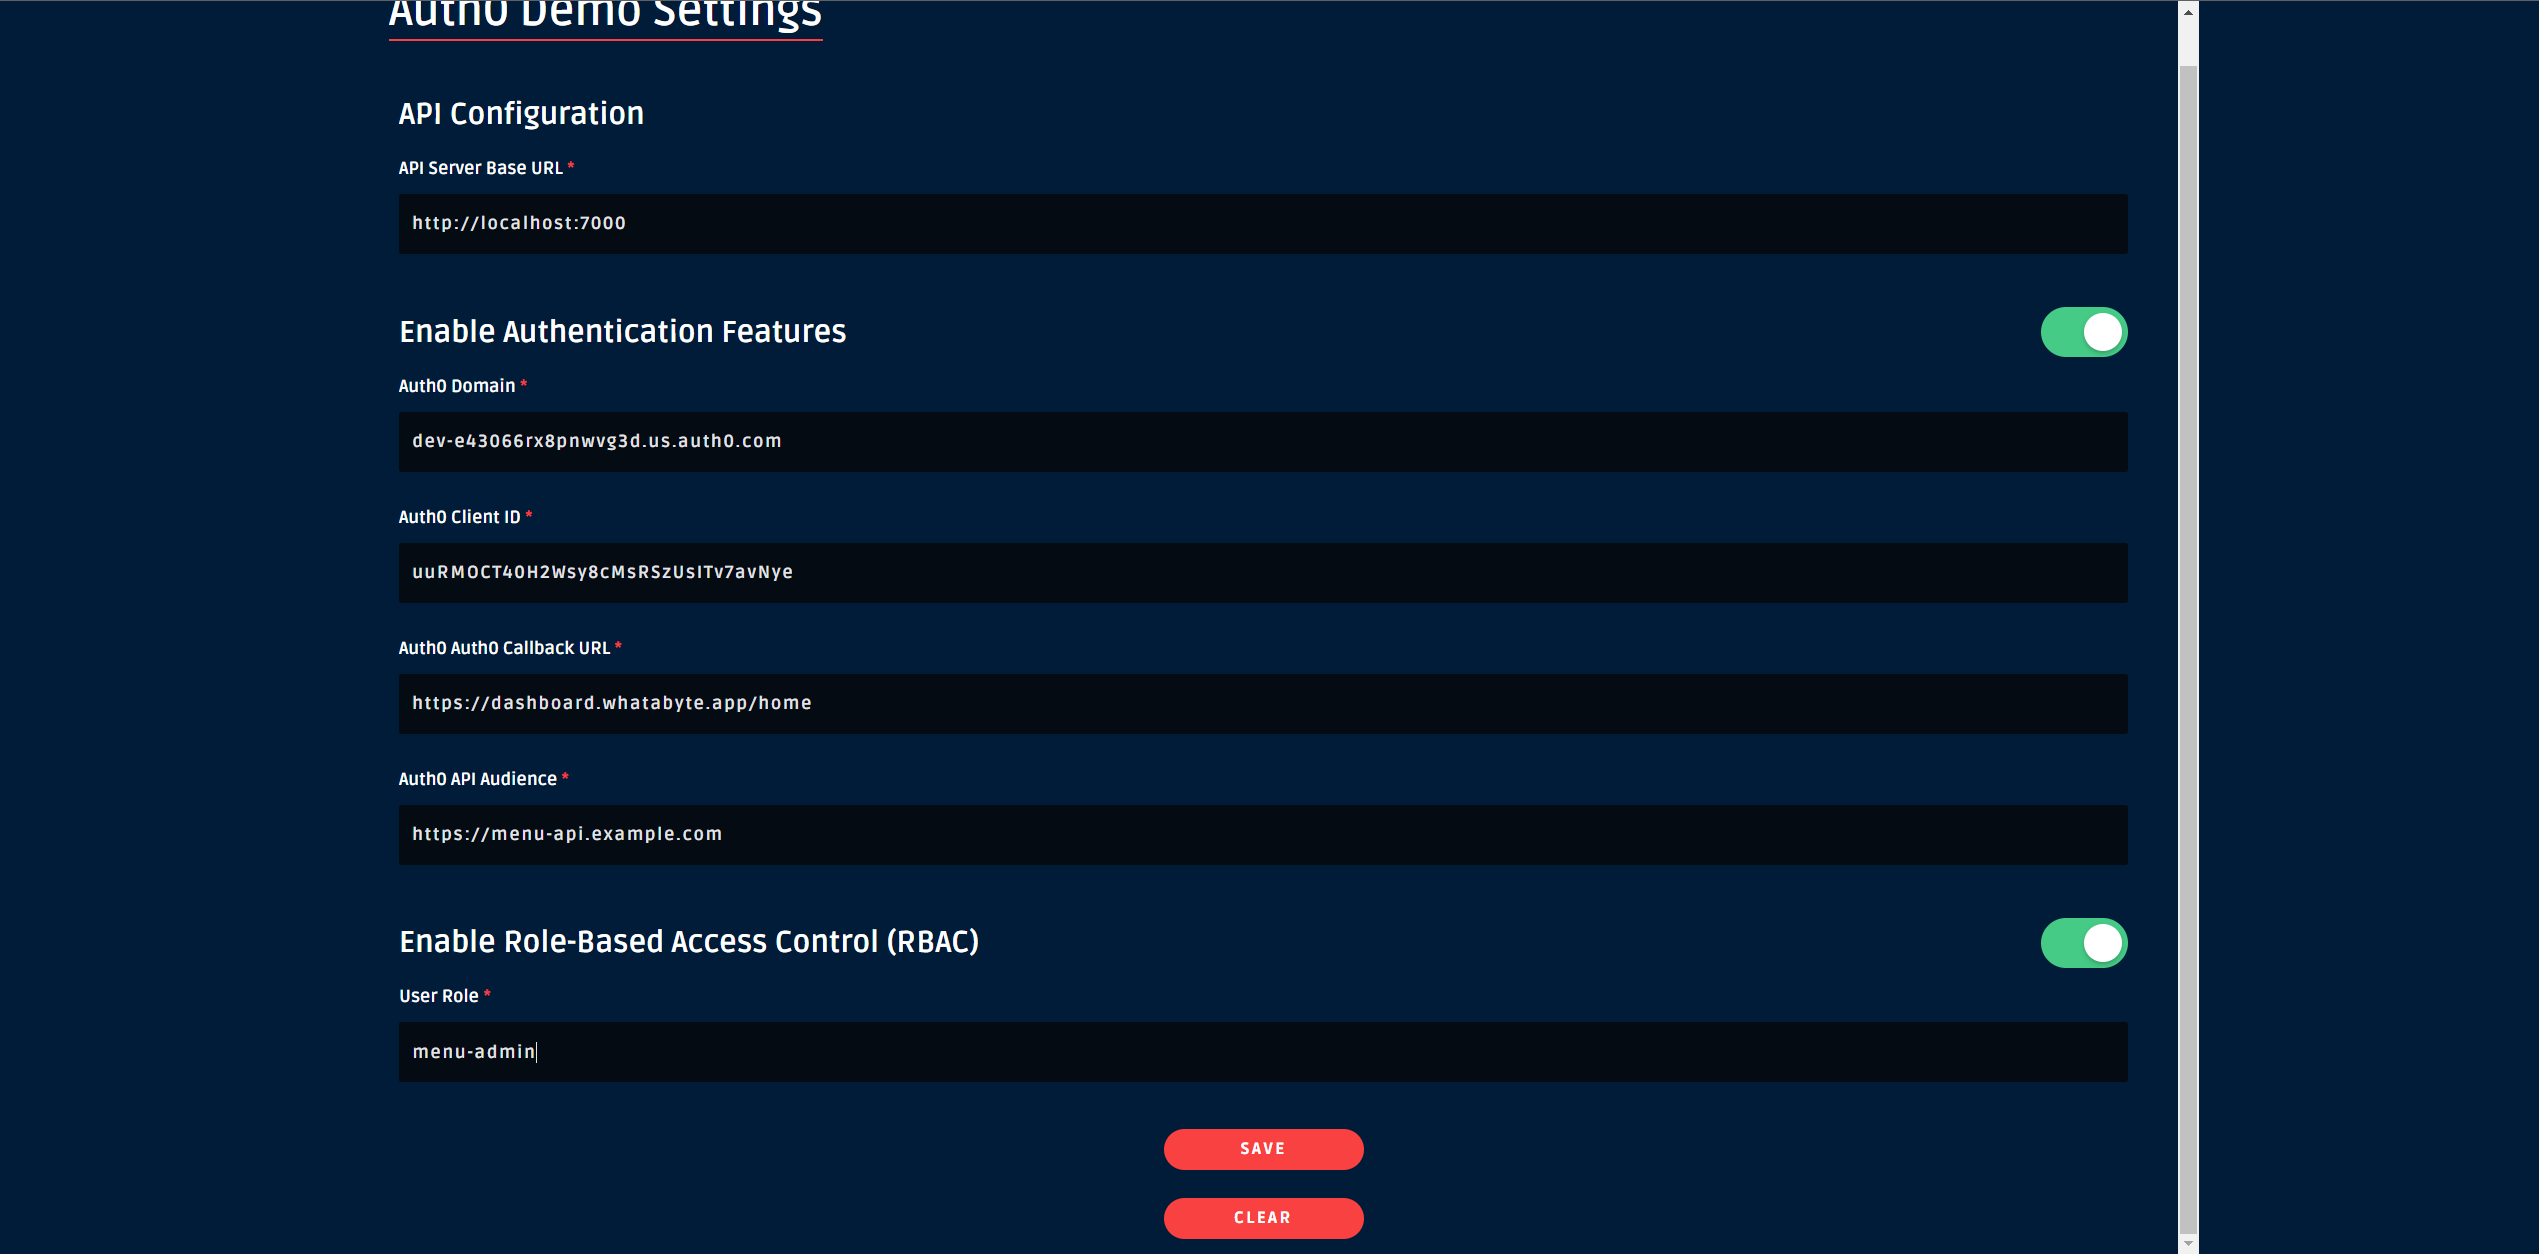 Auth0 Demo Settings
API Configuration
API Server Base URL *
http://localhost:7000
Enable Authentication Features
Auth0 Domain *
dev-e43066rx8pnwvg3d.us.auth0.com
Auth0 Client ID *
uuRMOCT40H2Wsy8cMsRSzUsITv7avNye
Auth0 Auth0 Callback URL *
https://dashboard.whatabyte.app/home
Auth0 API Audience *
https://menu-api.example.com
Enable Role-Based Access Control (RBAC)
User Role *
menu-admin
SAVE
CLEAR